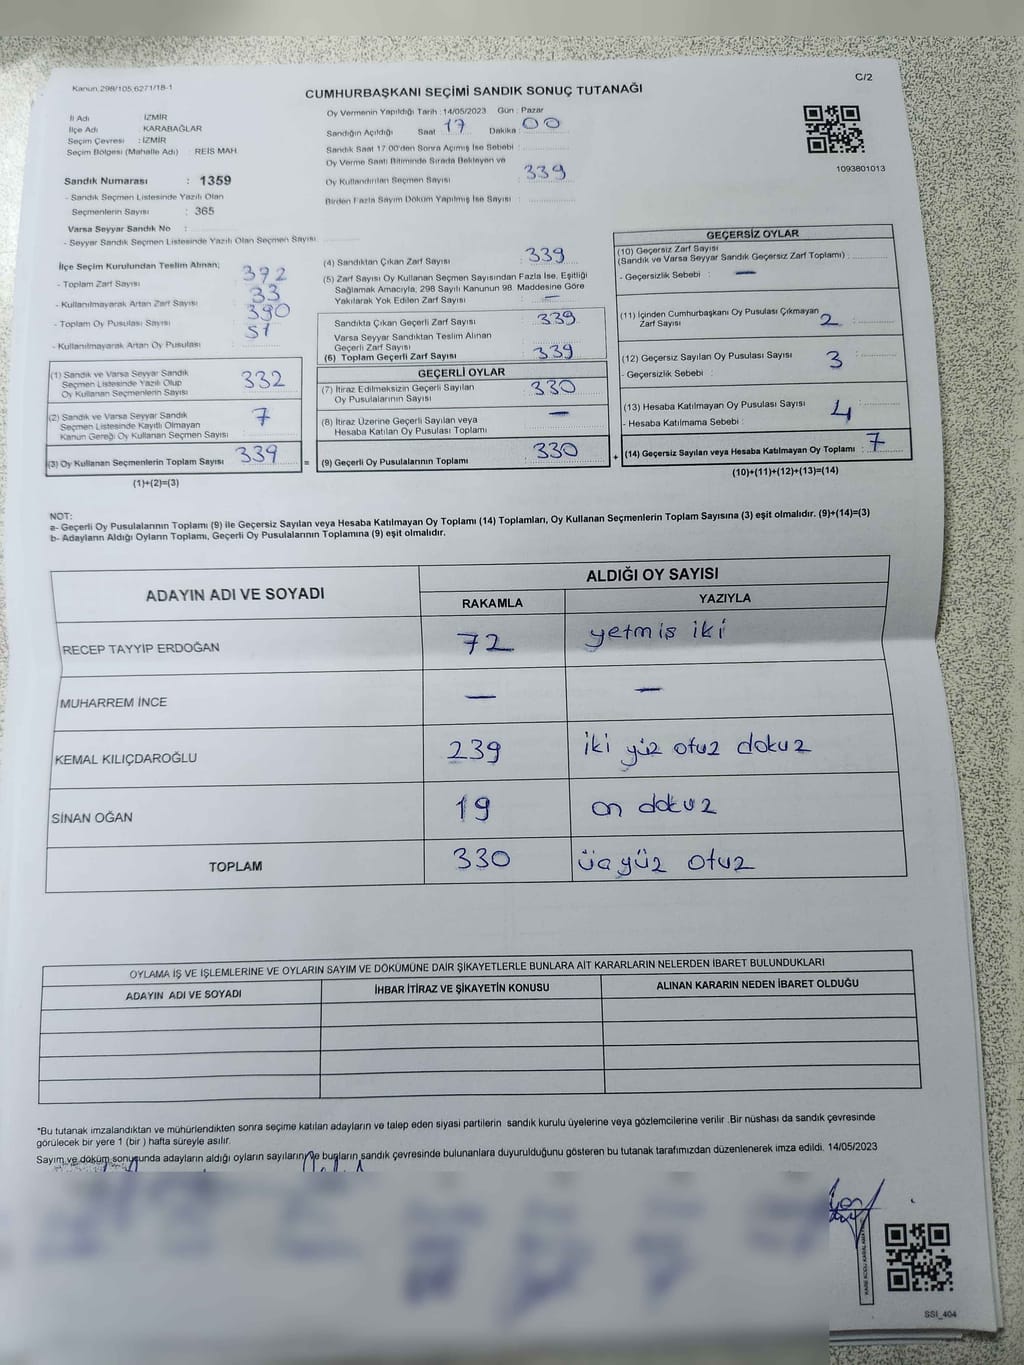 Kanun.298/105,6271/18-1
C/2
CUMHURBAŞKANI SEÇİMİ SANDIK SONUÇ TUTANAĞI
İl Adı : İZMİR
İlçe Adı : KARABAĞLAR
Seçim Çevresi : İZMİR
Seçim Bölgesi (Mahalle Adı) : REIS MAH
Sandık Numarası : 1359
- Sandık Seçmen Listesinde Yazılı Olan
Seçmenlerin Sayısı : 365
Varsa Seyyar Sandık No :
- Seyyar Sandık Seçmen Listesinde Yazılı Olan Seçmen Sayısı
Oy Vermenin Yapıldığı Tarih : 14/05/2023 Gün : Pazar
Sandığın Açıldığı Saat 17 Dakika : 00
Sandık Saat 17:00'den Sonra Açımış İse Sebebi :
Oy Verme Saati Bitiminde Sırada Bekleyen ve
Oy Kullandırılan Seçmen Sayısı : 339
Birden Fazla Sayım Döküm Yapılmış İse Sayısı :
1093801013
İlçe Seçim Kurulundan Teslim Alınan;
- Toplam Zarf Sayısı : 392
- Kullanılmayarak Artan Zarf Sayısı : 33
- Toplam Oy Pusulası Sayısı : 390
- Kullanılmayarak Artan Oy Pusulası : 51
(1) Sandık ve Varsa Seyyar Sandık
Seçmen Listesinde Yazılı Olup
Oy Kullanan Seçmenlerin Sayısı 332
(2) Sandık ve Varsa Seyyar Sandık
Seçmen Listesinde Kayıtlı Olmayan
Kanun Gereği Oy Kullanan Seçmen Sayısı 7
(3) Oy Kullanan Seçmenlerin Toplam Sayısı 339
(1)+(2)=(3)
(4) Sandıktan Çıkan Zarf Sayısı : 339
(5) Zarf Sayısı Oy Kullanan Seçmen Sayısından Fazla İse, Eşitliği
Sağlamak Amacıyla, 298 Sayılı Kanunun 98. Maddesine Göre
Yakılarak Yok Edilen Zarf Sayısı : —
Sandıkta Çıkan Geçerli Zarf Sayısı : 339
Varsa Seyyar Sandıktan Teslim Alınan
Geçerli Zarf Sayısı
(6) Toplam Geçerli Zarf Sayısı : 339
GEÇERLİ OYLAR
(7) İtiraz Edilmeksizin Geçerli Sayılan
Oy Pusulalarının Sayısı : 330
(8) İtiraz Üzerine Geçerli Sayılan veya
Hesaba Katılan Oy Pusulası Toplamı : —
= (9) Geçerli Oy Pusulalarının Toplamı 330
GEÇERSİZ OYLAR
(10) Geçersiz Zarf Sayısı
(Sandık ve Varsa Seyyar Sandık Geçersiz Zarf Toplamı) :
- Geçersizlik Sebebi : —
(11) İçinden Cumhurbaşkanı Oy Pusulası Çıkmayan
Zarf Sayısı 2
(12) Geçersiz Sayılan Oy Pusulası Sayısı : 3
- Geçersizlik Sebebi :
(13) Hesaba Katılmayan Oy Pusulası Sayısı : 4
- Hesaba Katılmama Sebebi :
+ (14) Geçersiz Sayılan veya Hesaba Katılmayan Oy Toplamı : 7
(10)+(11)+(12)+(13)=(14)
NOT:
a- Geçerli Oy Pusulalarının Toplamı (9) ile Geçersiz Sayılan veya Hesaba Katılmayan Oy Toplamı (14) Toplamları, Oy Kullanan Seçmenlerin Toplam Sayısına (3) eşit olmalıdır. (9)+(14)=(3)
b- Adayların Aldığı Oyların Toplamı, Geçerli Oy Pusulalarının Toplamına (9) eşit olmalıdır.
ADAYIN ADI VE SOYADI ALDIĞI OY SAYISI
RAKAMLA YAZIYLA
RECEP TAYYİP ERDOĞAN 72 yetmis iki
MUHARREM İNCE — —
KEMAL KILIÇDAROĞLU 239 iki yüz otuz dokuz
SİNAN OĞAN 19 on dokuz
TOPLAM 330 üçyüz otuz
OYLAMA İŞ VE İŞLEMLERİNE VE OYLARIN SAYIM VE DÖKÜMÜNE DAİR ŞİKAYETLERLE BUNLARA AİT KARARLARIN NELERDEN İBARET BULUNDUKLARI
ADAYIN ADI VE SOYADI İHBAR İTİRAZ VE ŞİKAYETİN KONUSU ALINAN KARARIN NEDEN İBARET OLDUĞU
*Bu tutanak imzalandıktan ve mühürlendikten sonra seçime katılan adayların ve talep eden siyasi partilerin sandık kurulu üyelerine veya gözlemcilerine verilir .Bir nüshası da sandık çevresinde
görülecek bir yere 1 (bir ) hafta süreyle asılır.
Sayım ve döküm sonucunda adayların aldığı oyların sayılarını ve bunların sandık çevresinde bulunanlara duyurulduğunu gösteren bu tutanak tarafımızdan düzenlenerek imza edildi. 14/05/2023
SSI_404